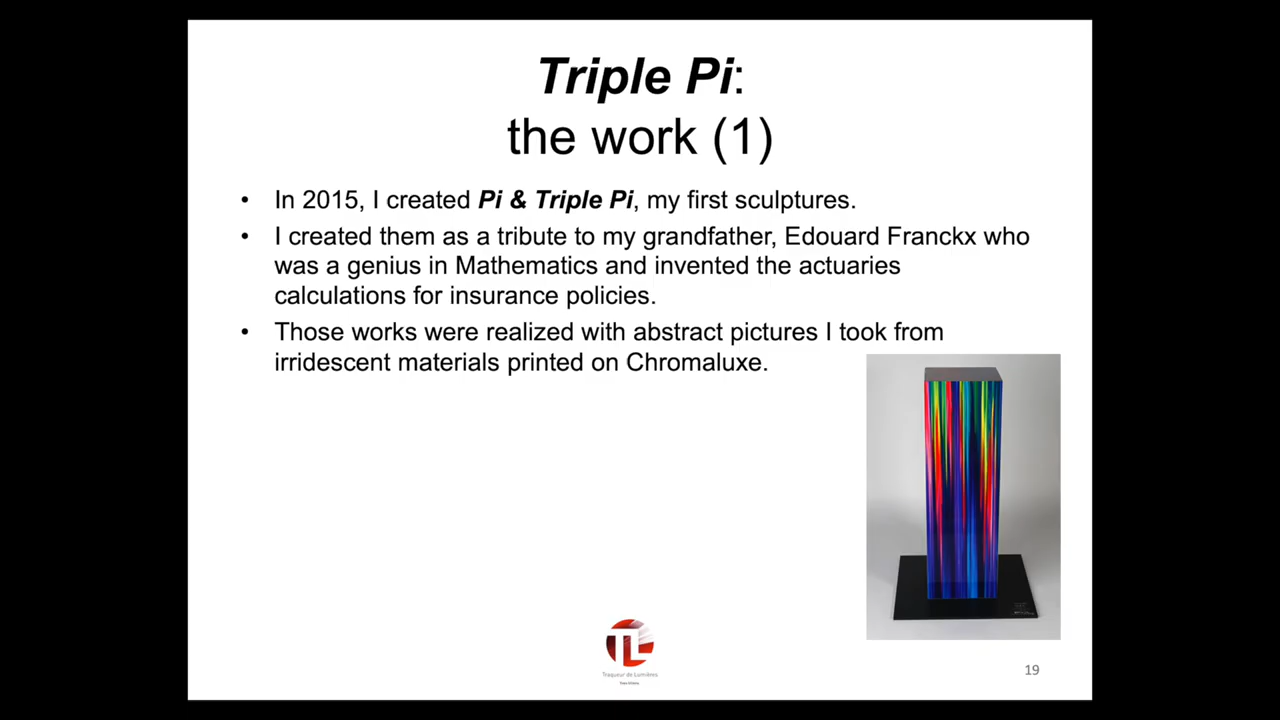 Triple Pi:
the work (1)
• In 2015, I created Pi & Triple Pi, my first sculptures.
• I created them as a tribute to my grandfather, Edouard Franckx who
was a genius in Mathematics and invented the actuaries
calculations for insurance policies.
• Those works were realized with abstract pictures I took from
irridescent materials printed on Chromaluxe.
TL
Traqueur de Lumières
19